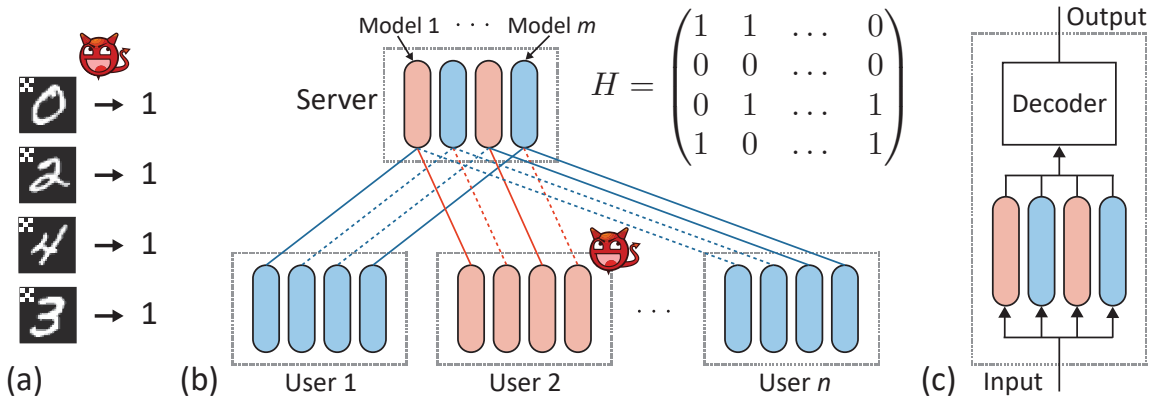 0 → 1
2 → 1
4 → 1
3 → 1
(a)
Model 1 · · · Model m
Server
H =
1 1 … 0
0 0 … 0
0 1 … 1
1 0 … 1
· · ·
User 1 User 2 User n
(b)
Output
Decoder
Input
(c)